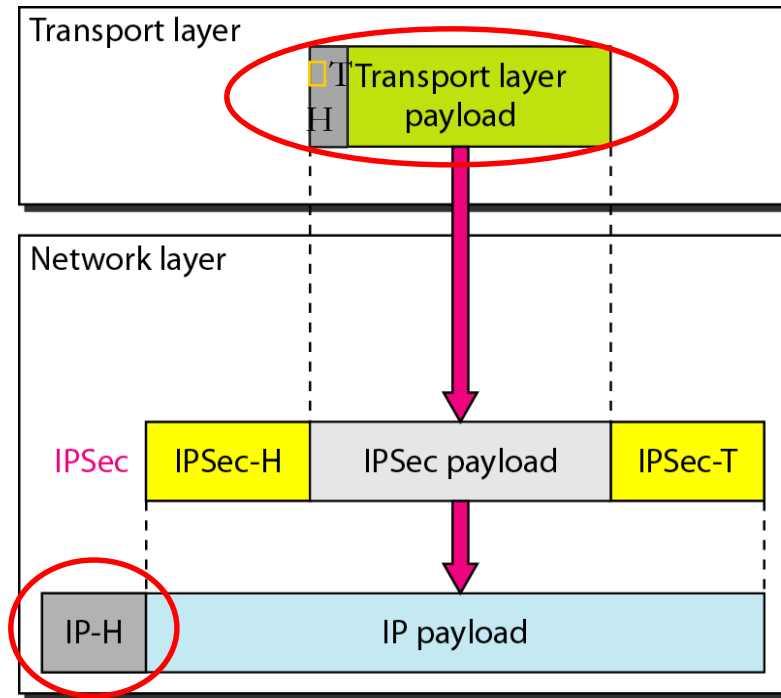 Transport layer
T Transport layer
H payload
Network layer
IPSec IPSec-H IPSec payload IPSec-T
IP-H IP payload